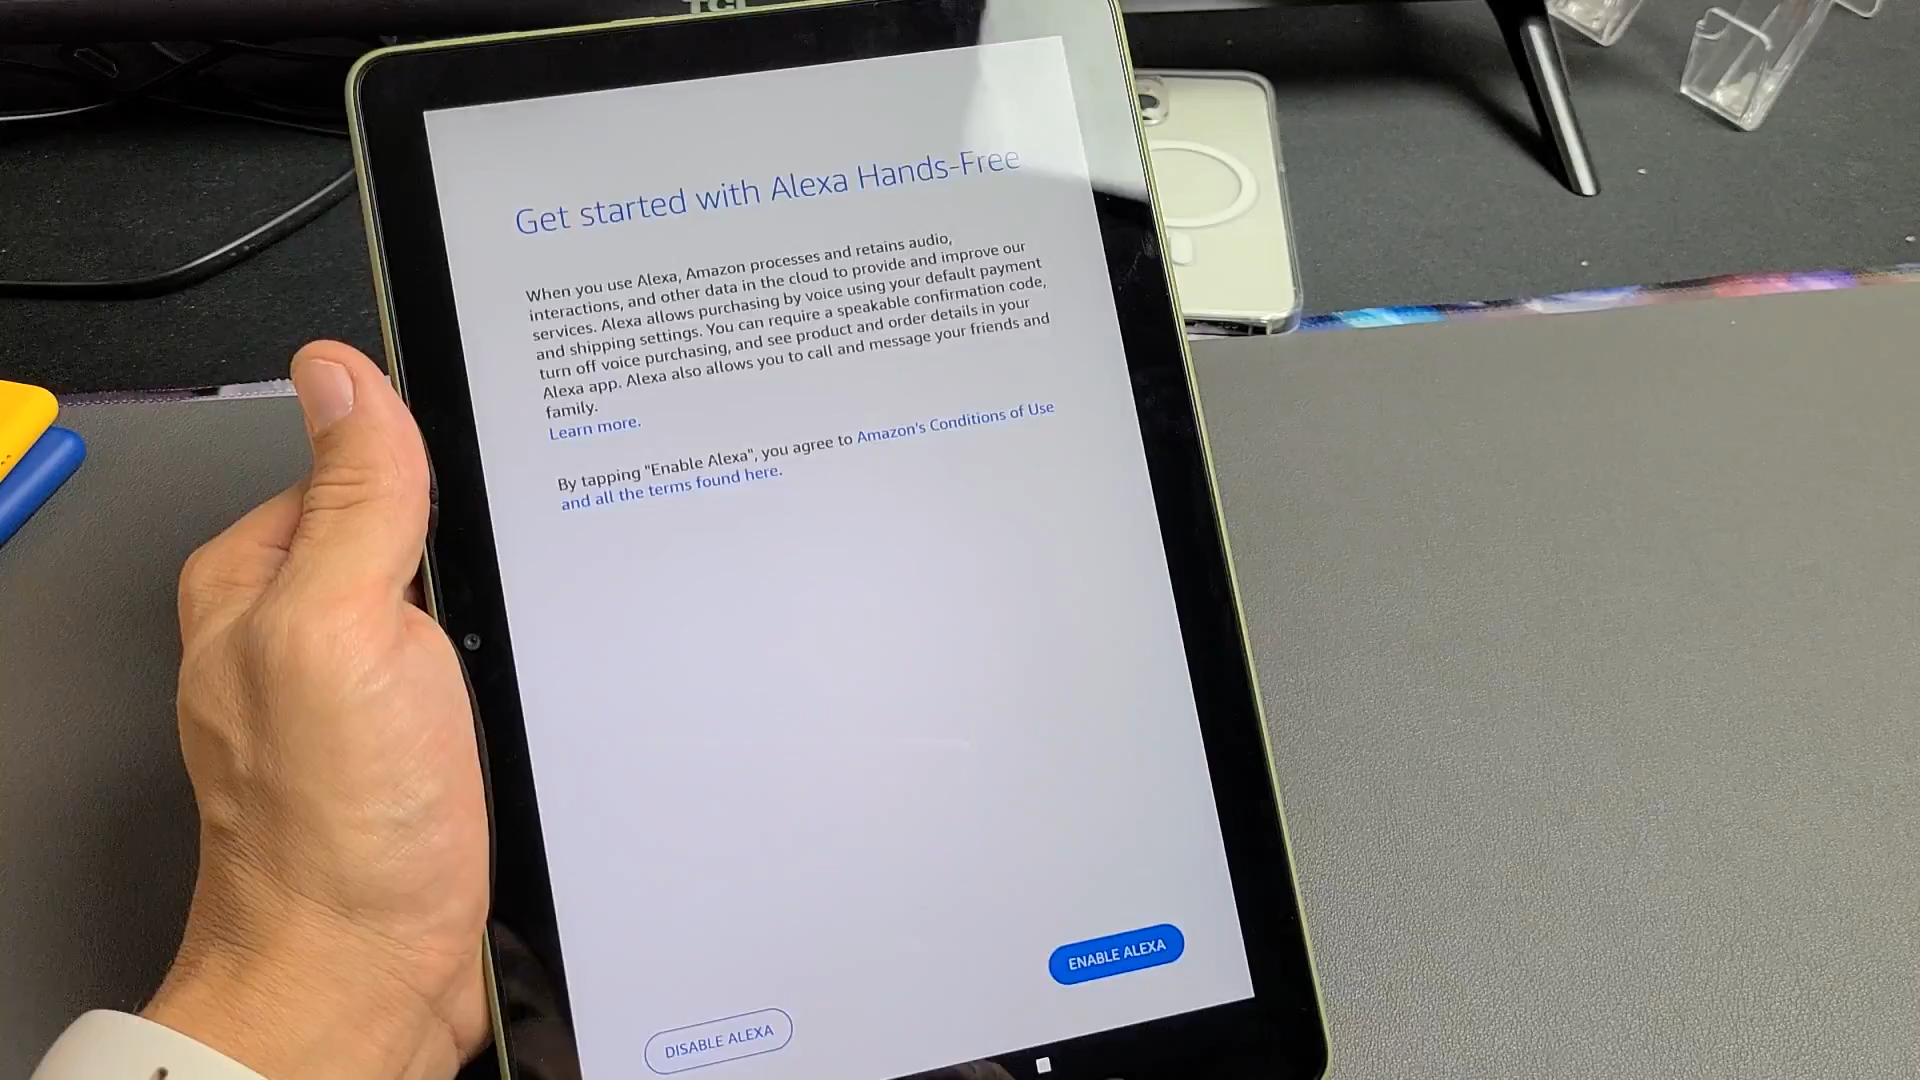 TCL
Get started with Alexa Hands-Free
When you use Alexa, Amazon processes and retains audio,
interactions, and other data in the cloud to provide and improve our
services. Alexa allows purchasing by voice using your default payment
and shipping settings. You can require a speakable confirmation code,
turn off voice purchasing, and see product and order details in your
Alexa app. Alexa also allows you to call and message your friends and
family.
Learn more.
By tapping "Enable Alexa", you agree to Amazon's Conditions of Use
and all the terms found here.
ENABLE ALEXA
DISABLE ALEXA